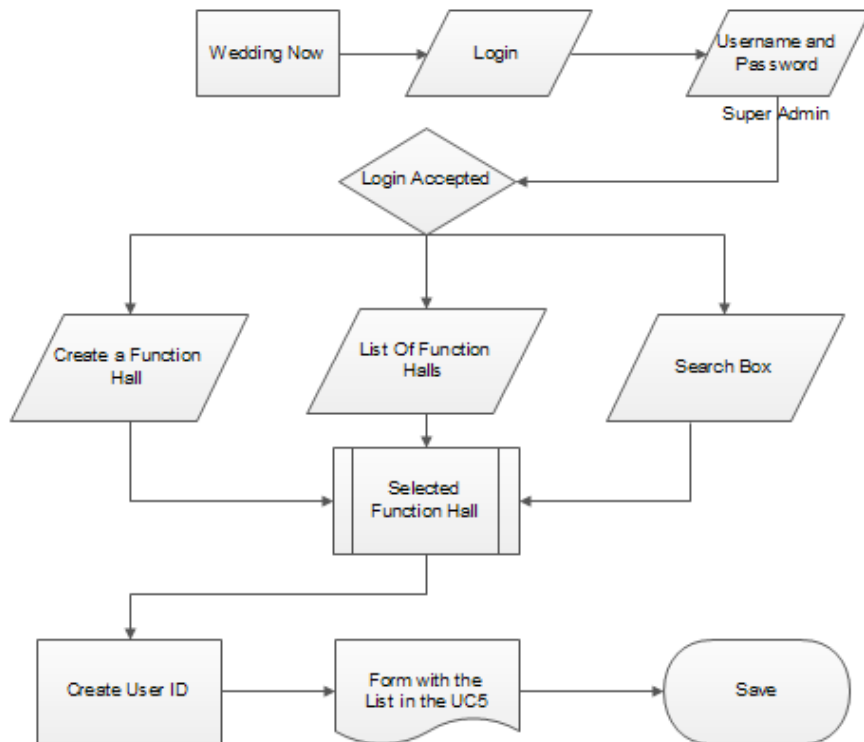 Wedding Now
Login
Username and
Password
Super Admin
Login Accepted
Create a Function
Hall
List Of Function
Halls
Search Box
Selected
Function Hall
Create User ID
Form with the
List in the UC5
Save